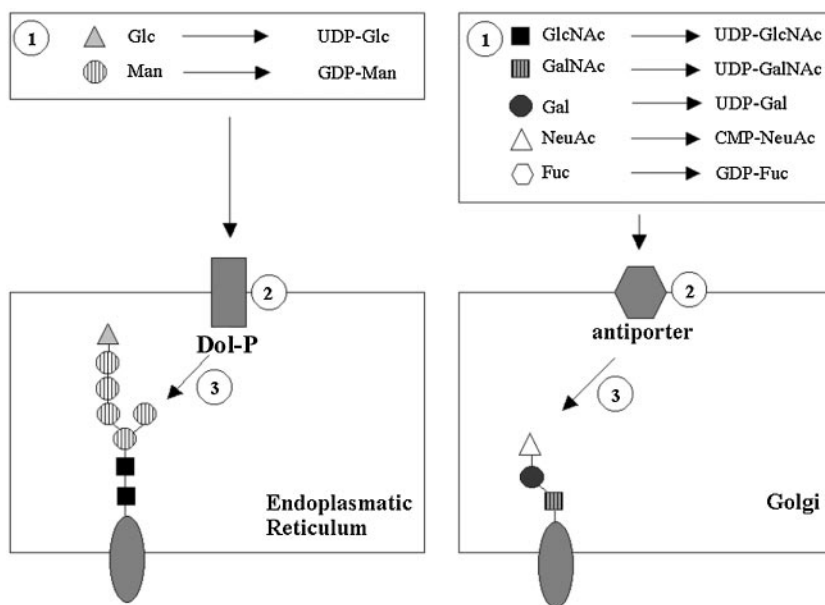 1
Glc UDP-Glc
Man GDP-Man
2
Dol-P
3
Endoplasmatic
Reticulum
1
GlcNAc UDP-GlcNAc
GalNAc UDP-GalNAc
Gal UDP-Gal
NeuAc CMP-NeuAc
Fuc GDP-Fuc
2
antiporter
3
Golgi